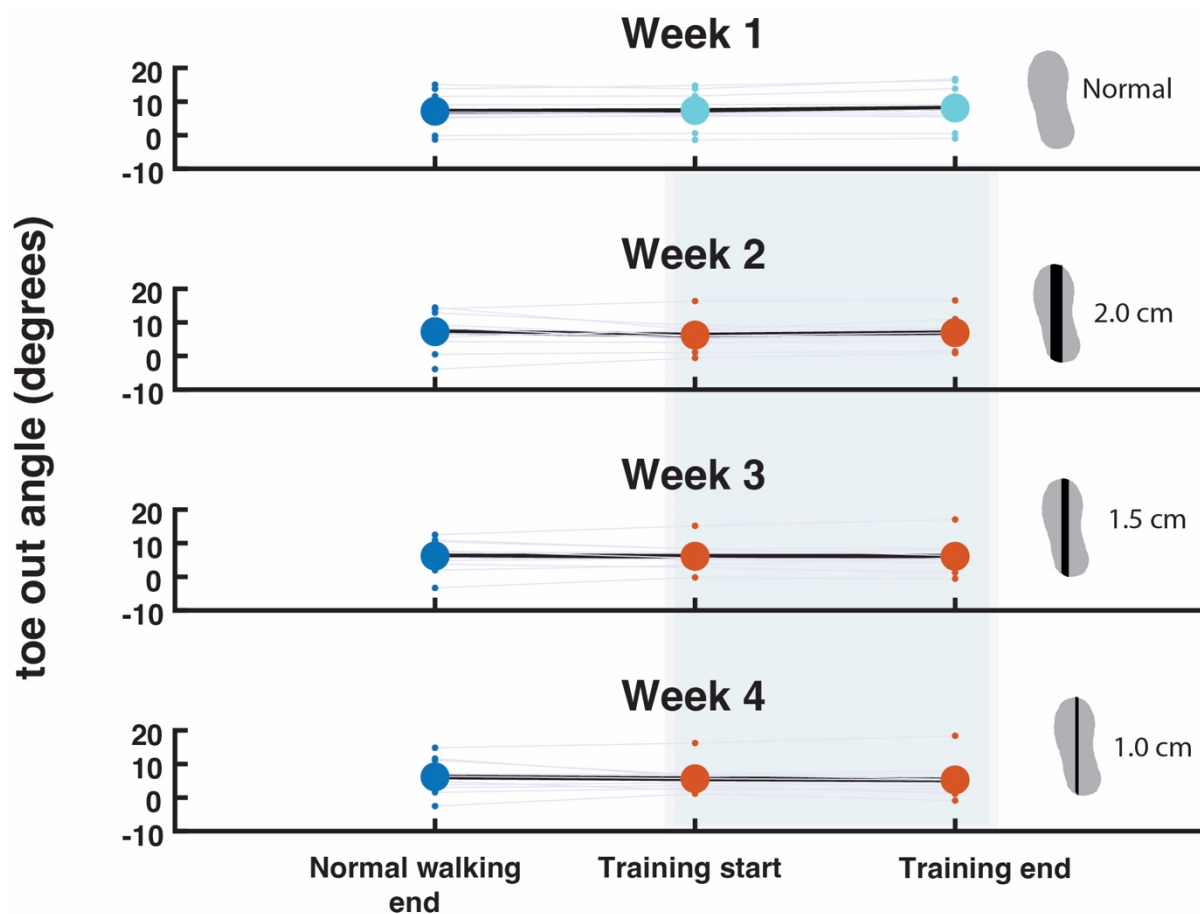 Week 1
20
10
0
-10
Normal
toe out angle (degrees)
Week 2
20
10
0
-10
2.0 cm
Week 3
20
10
0
-10
1.5 cm
Week 4
20
10
0
-10
1.0 cm
Normal walking
end
Training start
Training end